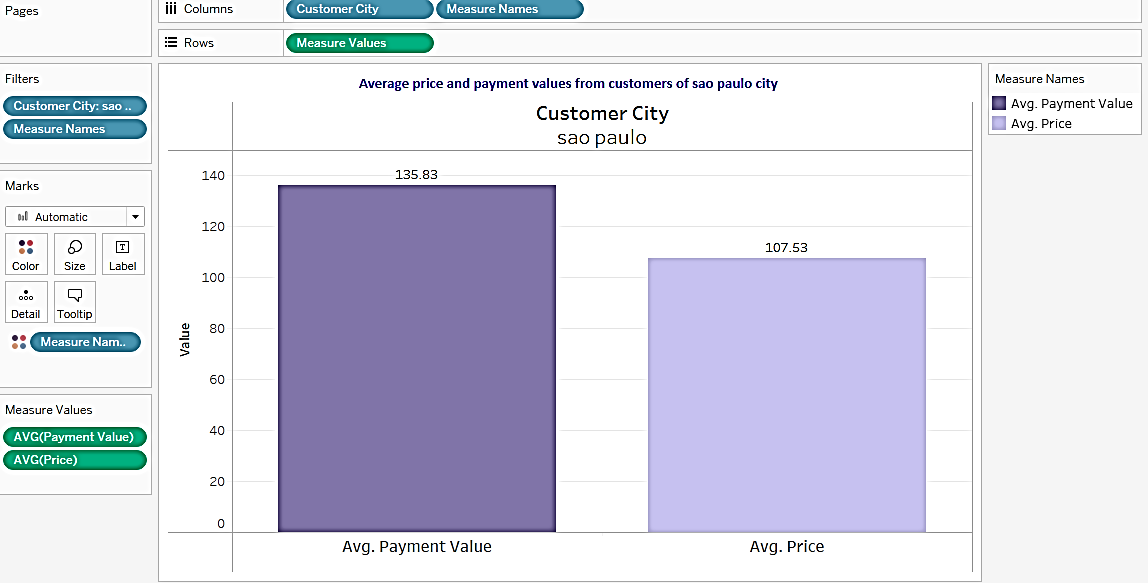 Pages
Columns
Customer City
Measure Names
Rows
Measure Values
Filters
Customer City: sao ..
Measure Names
Marks
Automatic
Color
Size
Label
Detail
Tooltip
Measure Nam..
Measure Values
AVG(Payment Value)
AVG(Price)
Average price and payment values from customers of sao paulo city
Customer City
sao paulo
Value
140
120
100
80
60
40
20
0
135.83
107.53
Avg. Payment Value
Avg. Price
Measure Names
Avg. Payment Value
Avg. Price